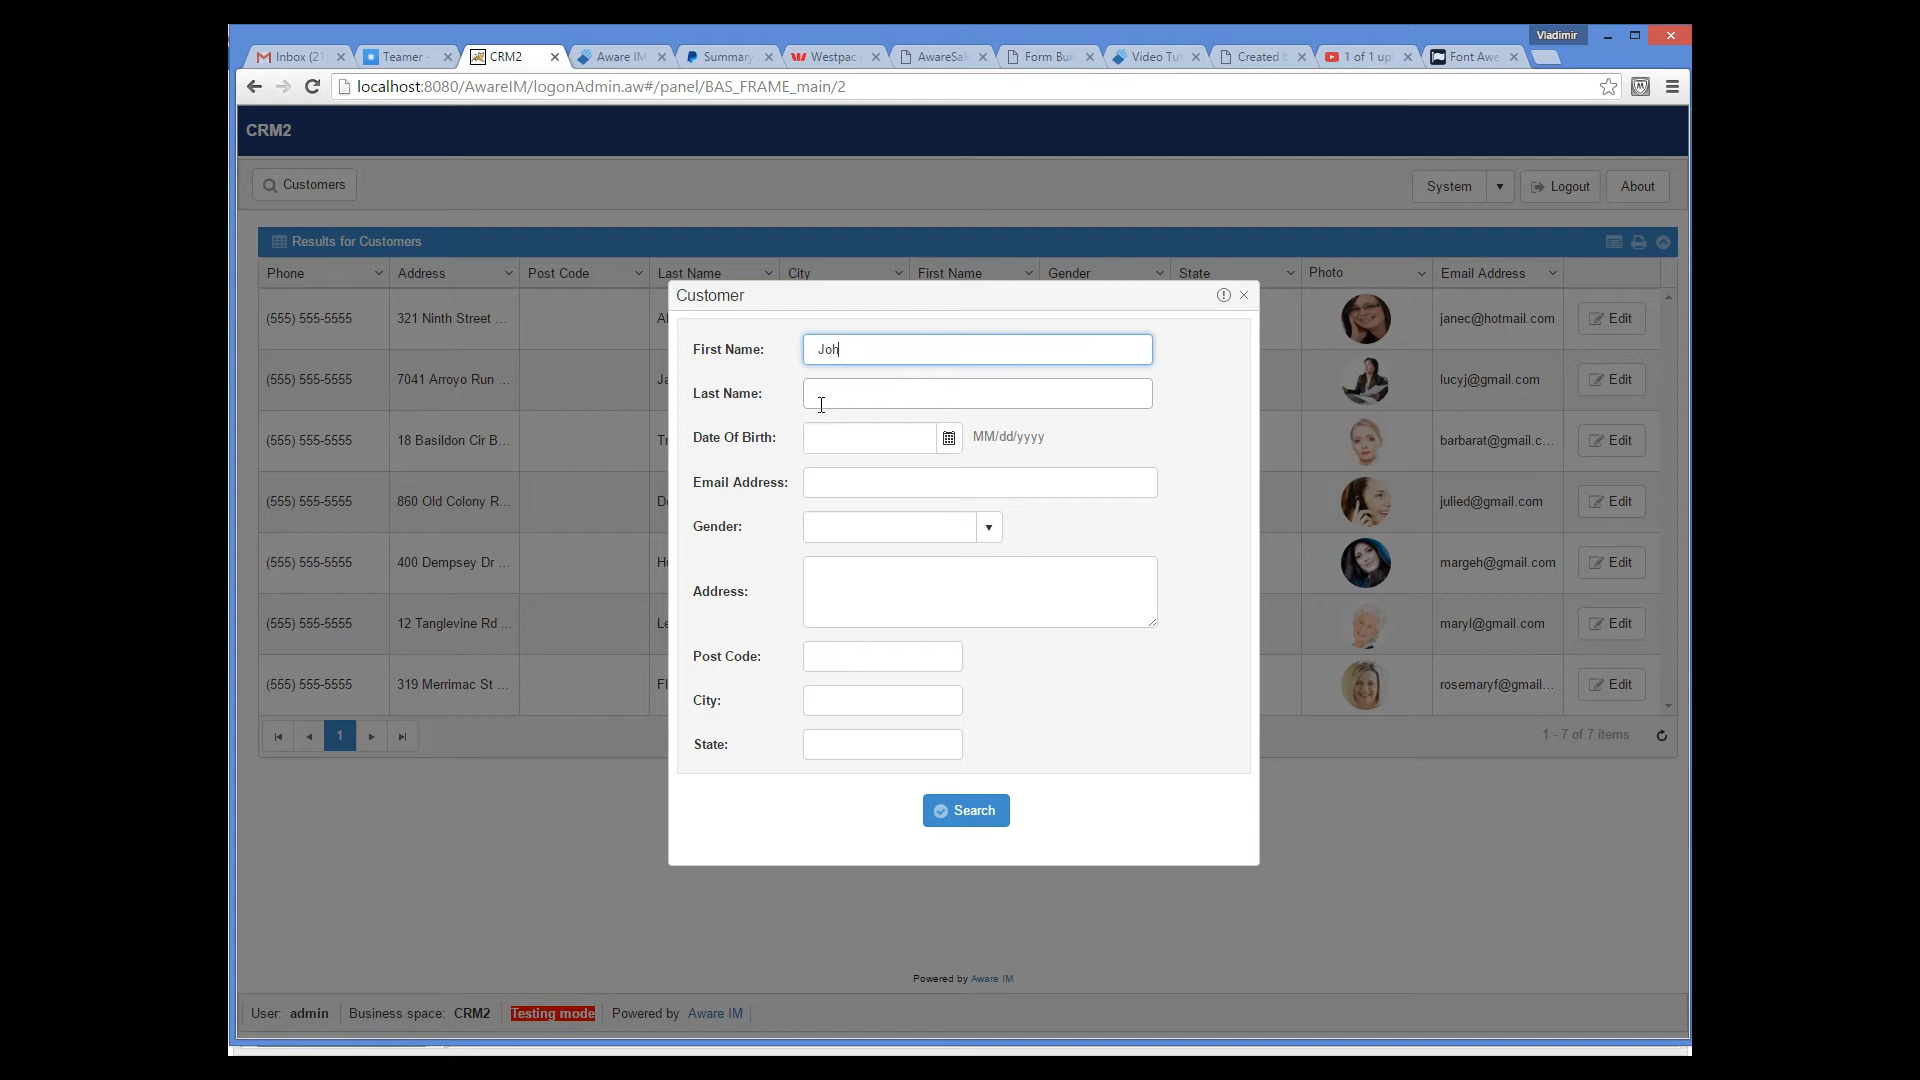 Vladimir
Inbox (21
Teamer -
CRM2
Aware IM
Summary
Westpac
AwareSal
Form Buil
Video Tut
Created b
1 of 1 upl
Font Awe
localhost:8080/AwareIM/logonAdmin.aw#/panel/BAS_FRAME_main/2
CRM2
Customers
System
Logout
About
Results for Customers
Phone Address Post Code Last Name City First Name Gender State Photo Email Address
(555) 555-5555 321 Ninth Street ... janec@hotmail.com Edit
(555) 555-5555 7041 Arroyo Run ... lucyj@gmail.com Edit
(555) 555-5555 18 Basildon Cir B... barbarat@gmail.c... Edit
(555) 555-5555 860 Old Colony R... julied@gmail.com Edit
(555) 555-5555 400 Dempsey Dr ... margeh@gmail.com Edit
(555) 555-5555 12 Tanglevine Rd ... maryl@gmail.com Edit
(555) 555-5555 319 Merrimac St ... rosemaryf@gmail... Edit
1
1 - 7 of 7 items
Customer
First Name: Joh
Last Name:
Date Of Birth: MM/dd/yyyy
Email Address:
Gender:
Address:
Post Code:
City:
State:
Search
Powered by Aware IM
User: admin Business space: CRM2 Testing mode Powered by Aware IM